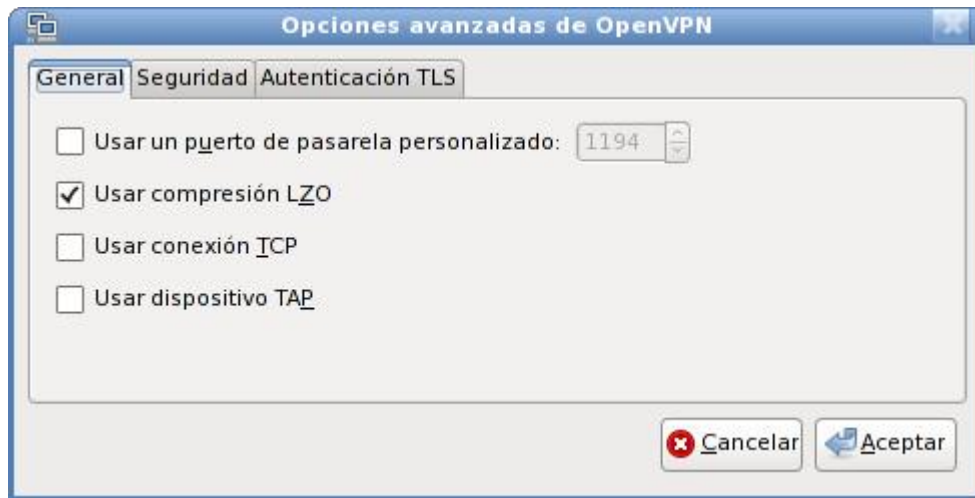 Opciones avanzadas de OpenVPN
General Seguridad Autenticación TLS
Usar un puerto de pasarela personalizado: 1194
Usar compresión LZO
Usar conexión TCP
Usar dispositivo TAP
Cancelar Aceptar